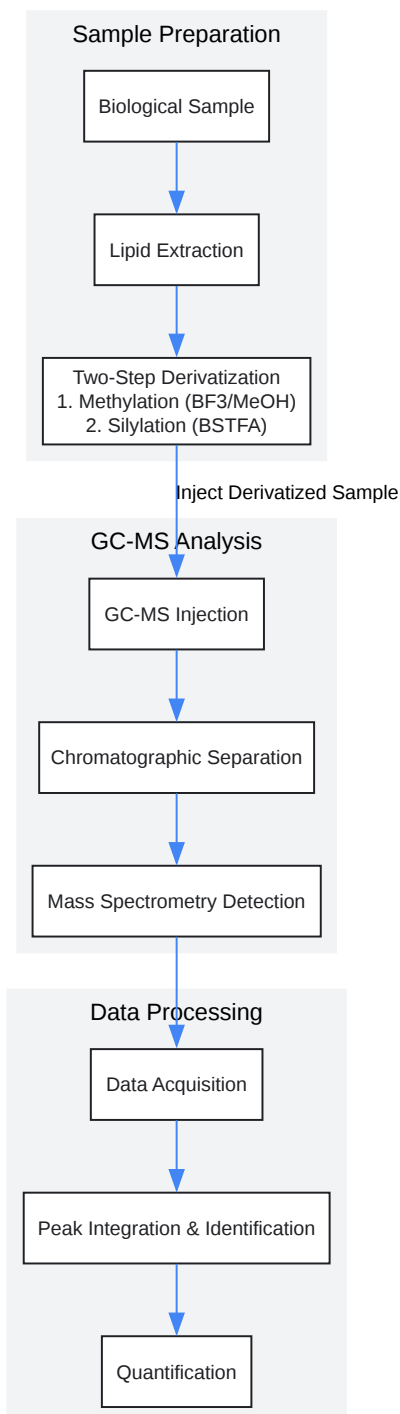 Sample Preparation
Biological Sample
Lipid Extraction
Two-Step Derivatization
1. Methylation (BF3/MeOH)
2. Silylation (BSTFA)
Inject Derivatized Sample
GC-MS Analysis
GC-MS Injection
Chromatographic Separation
Mass Spectrometry Detection
Data Processing
Data Acquisition
Peak Integration & Identification
Quantification